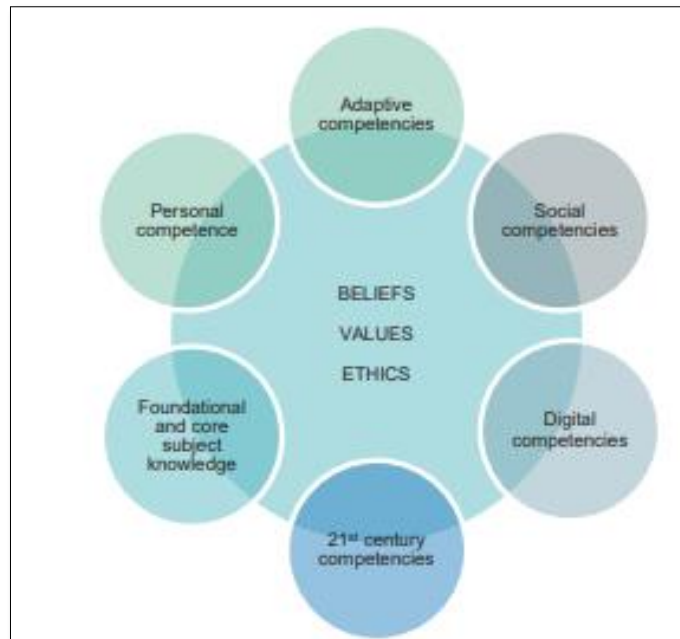 Adaptive
competencies
Personal
competence
Social
competencies
BELIEFS
VALUES
ETHICS
Foundational
and core
subject
knowledge
Digital
competencies
21st century
competencies